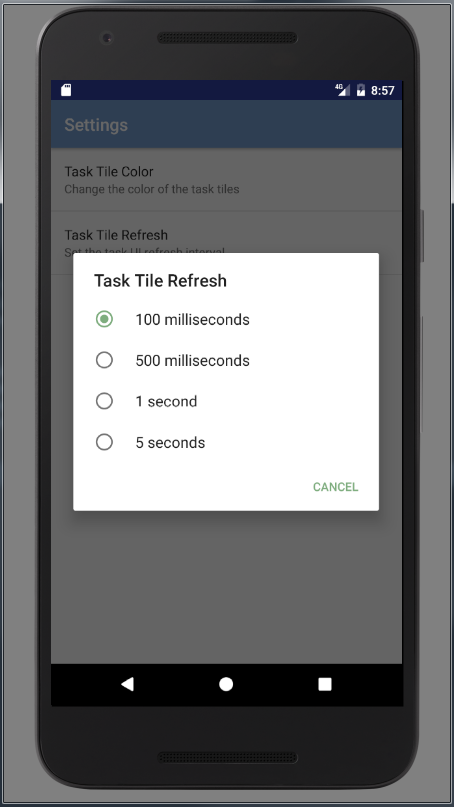 4G 8:57
Settings
Task Tile Color
Change the color of the task tiles
Task Tile Refresh
Set the task UI refresh interval
Task Tile Refresh
100 milliseconds
500 milliseconds
1 second
5 seconds
CANCEL